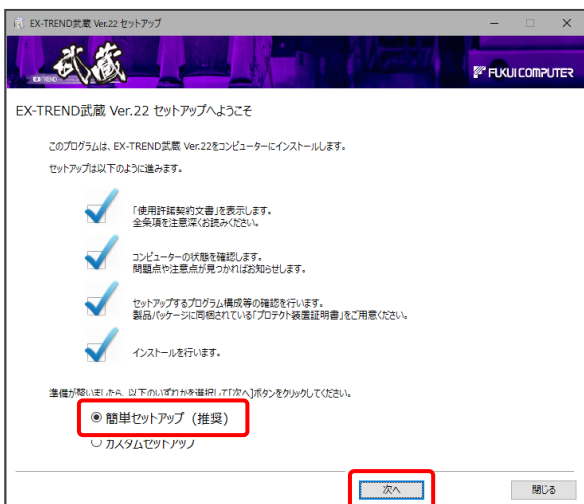 EX-TREND武蔵 Ver.22 セットアップ
武蔵
EX-TREND
FUKUI COMPUTER
EX-TREND武蔵 Ver.22 セットアップへようこそ
このプログラムは、EX-TREND武蔵 Ver.22をコンピューターにインストールします。
セットアップは以下のように進みます。
「使用許諾契約文書」を表示します。
全条項を注意深くお読みください。
コンピューターの状態を確認します。
問題点や注意点が見つかればお知らせします。
セットアップするプログラム構成等の確認を行います。
製品パッケージに同梱されている「プロテクト装置証明書」をご用意ください。
インストールを行います。
準備が整いましたら、以下のいずれかを選択して「次へ]ボタンをクリックしてください。
簡単セットアップ（推奨）
カスタムセットアップ
次へ
閉じる